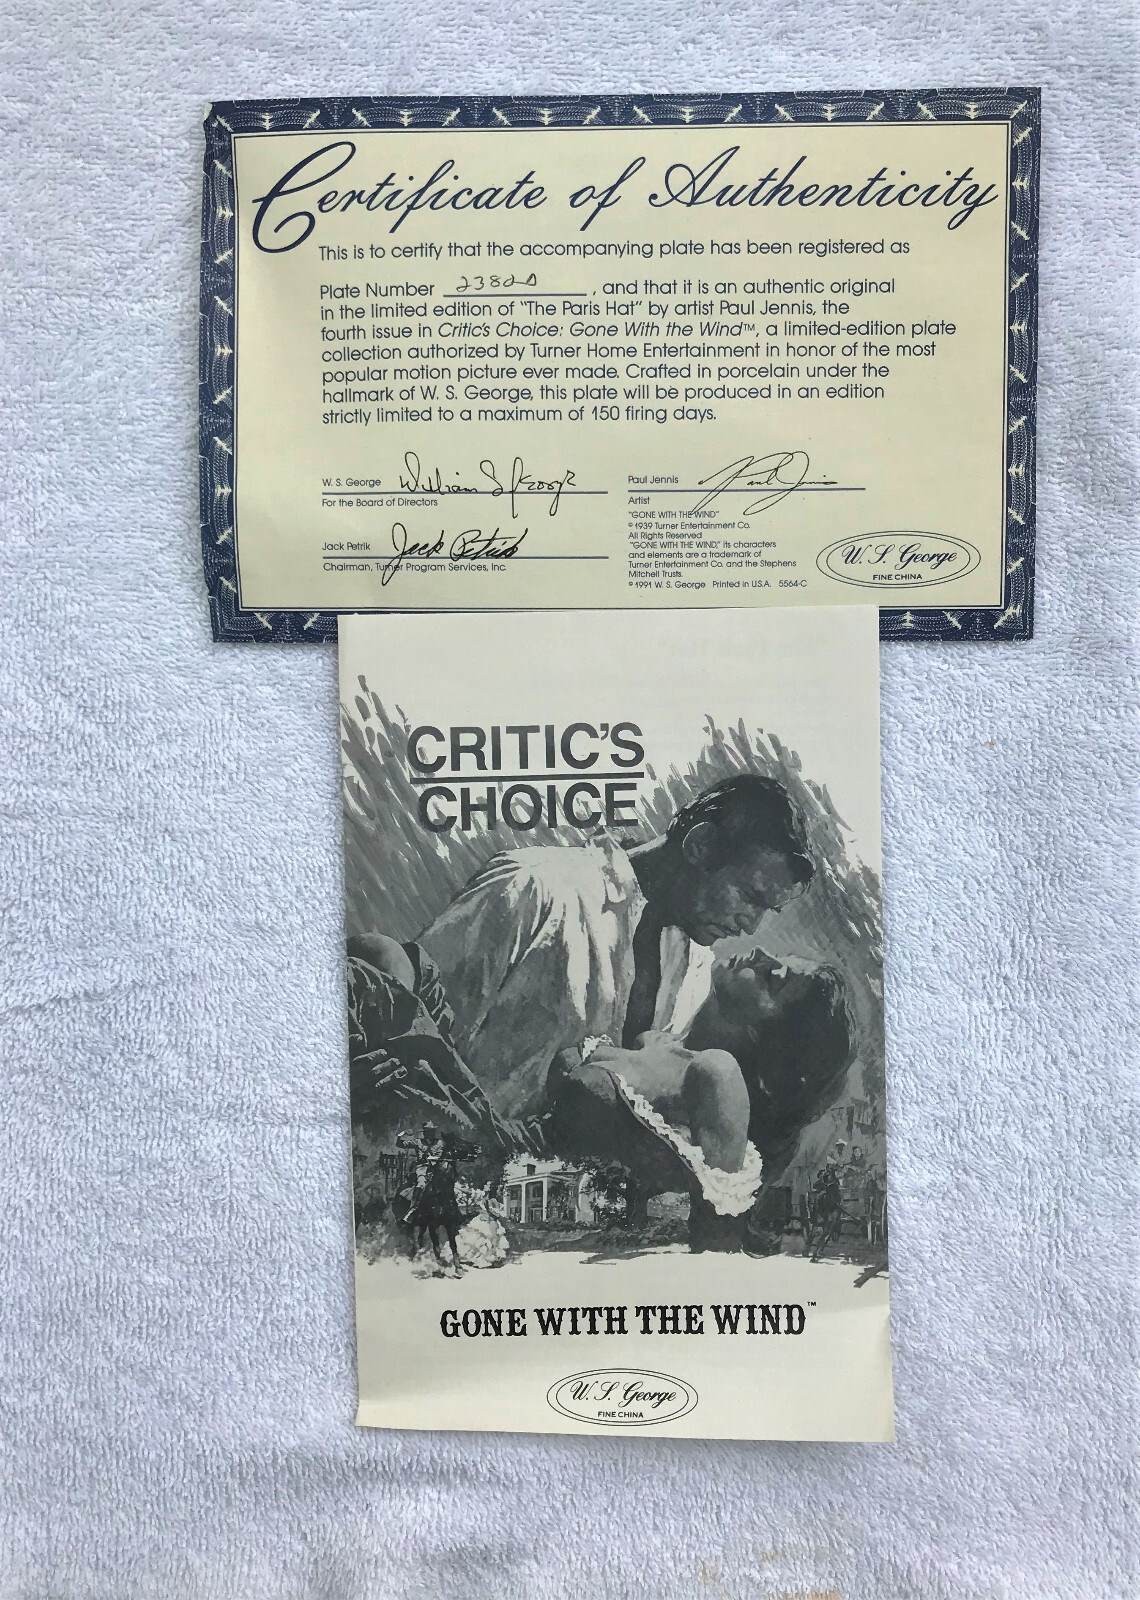 Certificate of Authenticity
This is to certify that the accompanying plate has been registered as
Plate Number , and that it is an authentic original
in the limited edition of "The Paris Hat" by artist Paul Jennis, the
fourth issue in Critic's Choice: Gone With the Wind™, a limited-edition plate
collection authorized by Turner Home Entertainment in honor of the most
popular motion picture ever made. Crafted in porcelain under the
hallmark of W. S. George, this plate will be produced in an edition
strictly limited to a maximum of 150 firing days.
W. S. George William S George
For the Board of Directors
Jack Petrik Jack Petrik
Chairman, Turner Program Services, Inc.
Paul Jennis Paul Jennis
Artist
"GONE WITH THE WIND"
© 1939 Turner Entertainment Co.
All Rights Reserved
"GONE WITH THE WIND," its characters
and elements are a trademark of
Turner Entertainment Co. and the Stephens
Mitchell Trusts.
© 1991 W. S. George Printed in U.S.A. 5564-C
W. S. George
FINE CHINA
CRITIC'S
CHOICE
GONE WITH THE WIND™
W. S. George
FINE CHINA